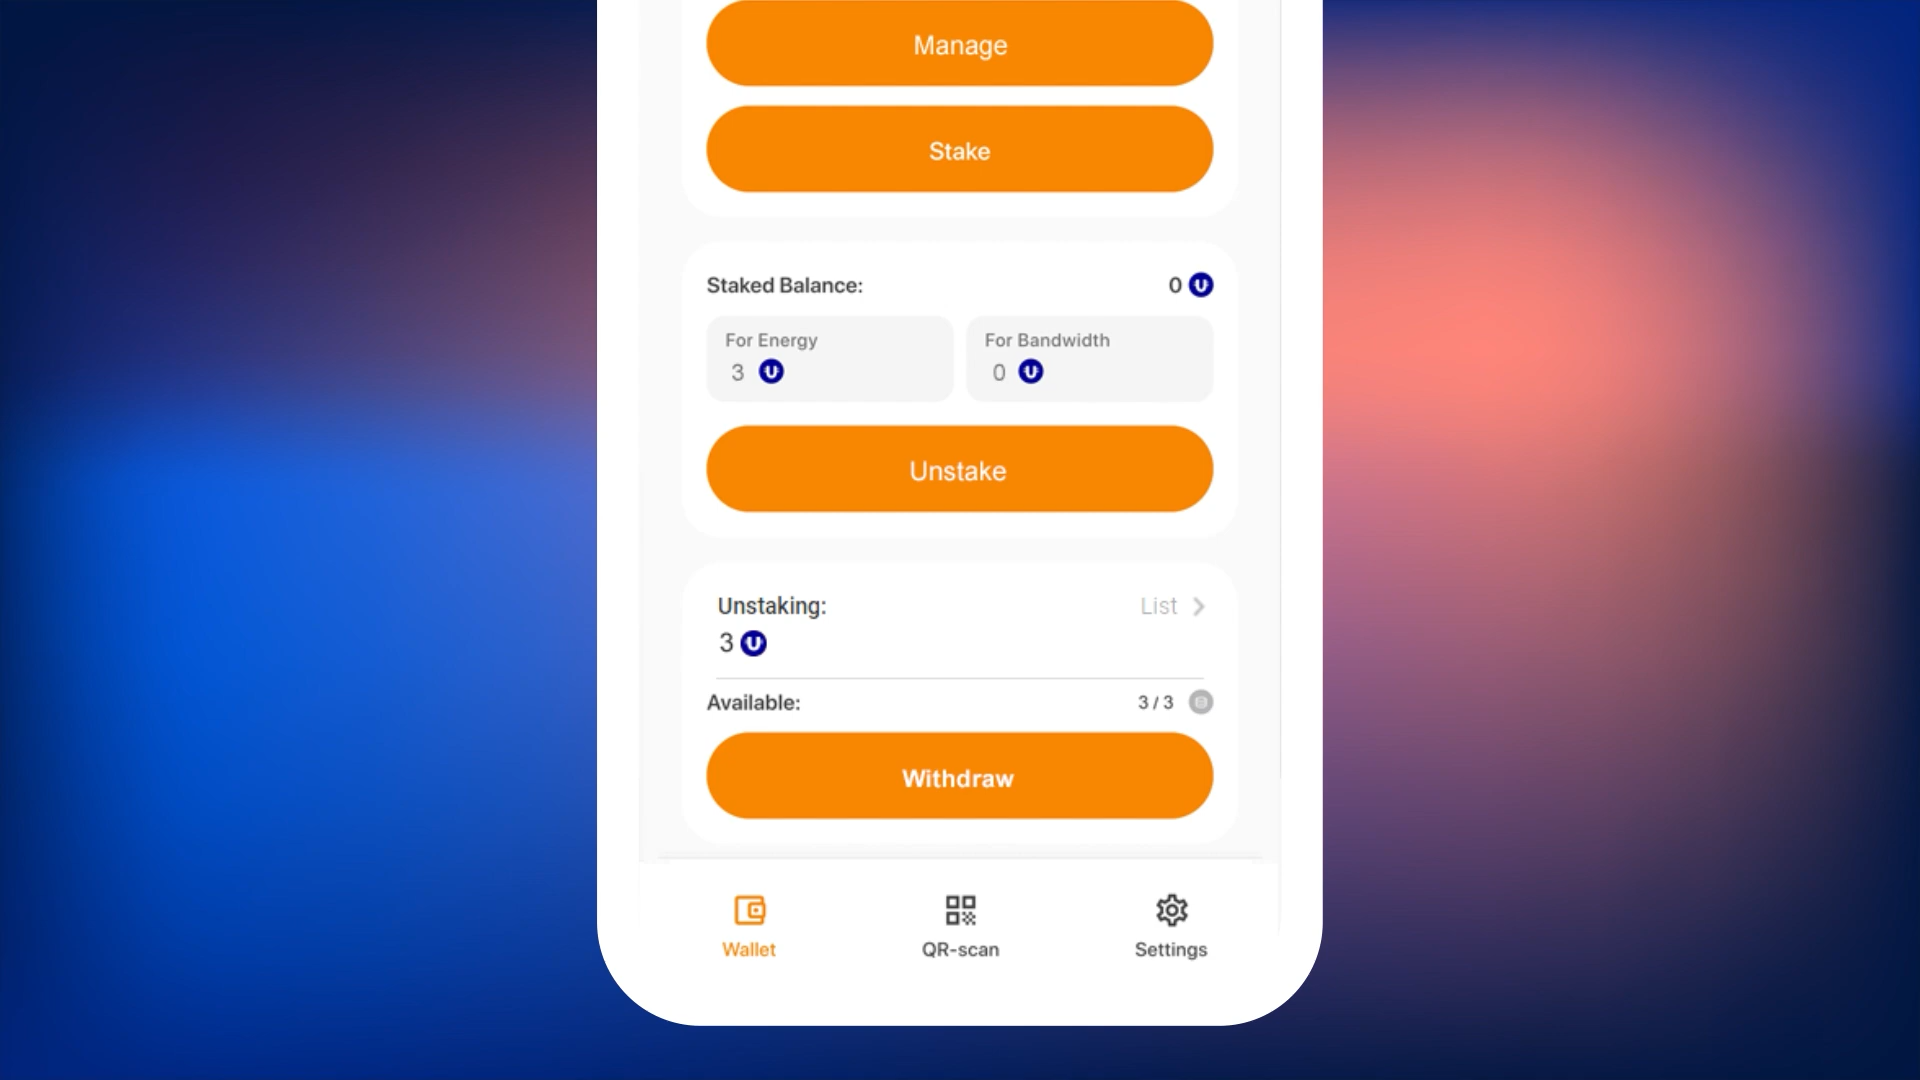 Manage
Stake
Staked Balance: 0
For Energy For Bandwidth
3 0
Unstake
Unstaking: List
3
Available: 3 / 3
Withdraw
Wallet QR-scan Settings